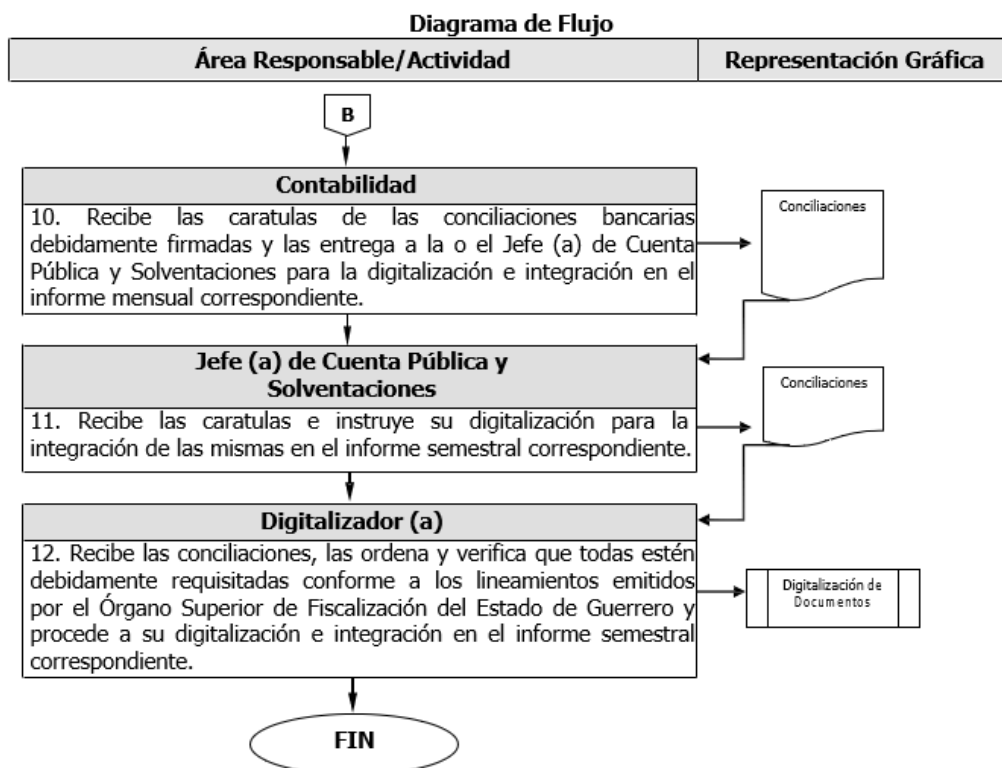 Diagrama de Flujo
Área Responsable/Actividad
Representación Gráfica
B
Contabilidad
10. Recibe las caratulas de las conciliaciones bancarias
debidamente firmadas y las entrega a la o el Jefe (a) de Cuenta
Pública y Solventaciones para la digitalización e integración en el
informe mensual correspondiente.
Conciliaciones
Jefe (a) de Cuenta Pública y
Solventaciones
11. Recibe las caratulas e instruye su digitalización para la
integración de las mismas en el informe semestral correspondiente.
Conciliaciones
Digitalizador (a)
12. Recibe las conciliaciones, las ordena y verifica que todas estén
debidamente requisitadas conforme a los lineamientos emitidos
por el Órgano Superior de Fiscalización del Estado de Guerrero y
procede a su digitalización e integración en el informe semestral
correspondiente.
Digitalización de
Documentos
FIN